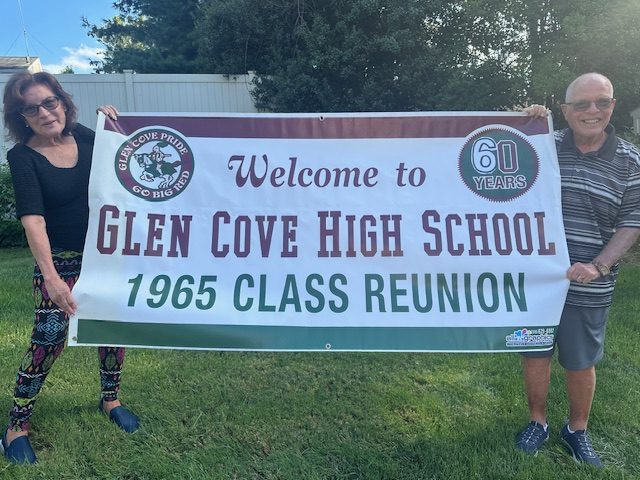 GLEN COVE PRIDE
GO BIG RED
Welcome to
60
YEARS
GLEN COVE HIGH SCHOOL
1965 CLASS REUNION